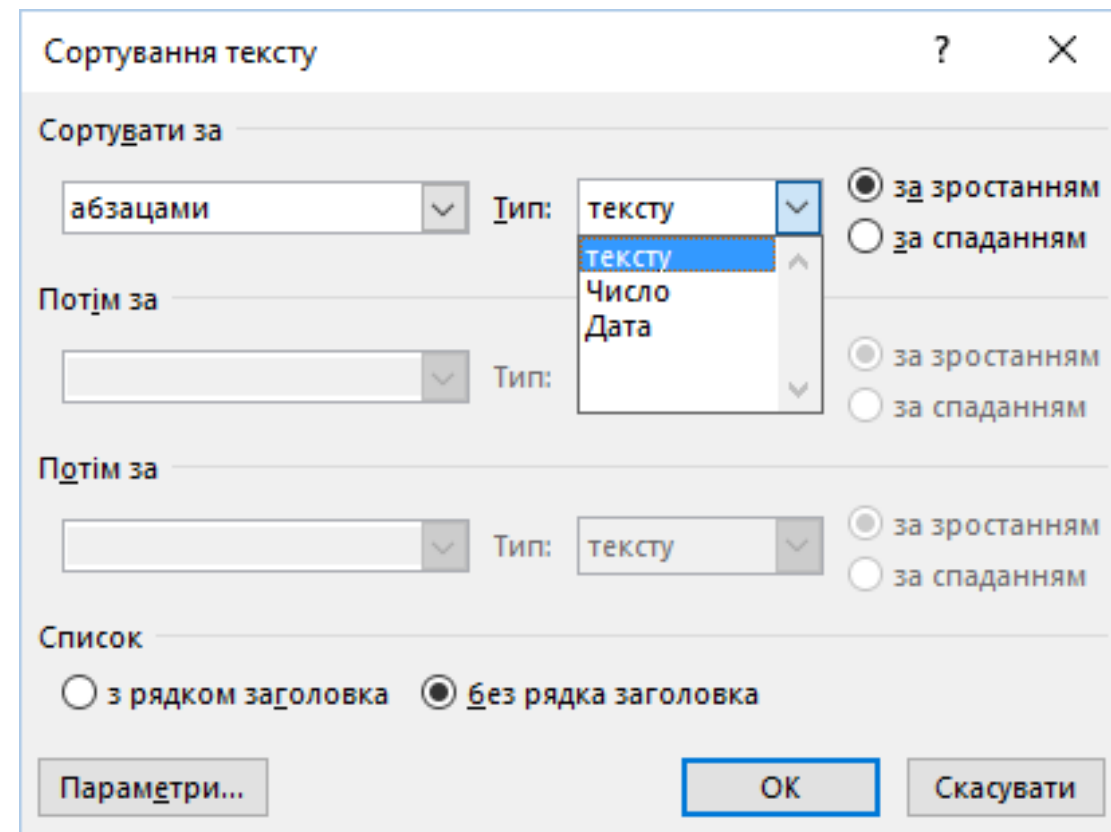 Сортування тексту ?
Сортувати за
абзацами Тип: тексту за зростанням
за спаданням
тексту
Число
Дата
Потім за
Тип: за зростанням
за спаданням
Потім за
Тип: тексту за зростанням
за спаданням
Список
з рядком заголовка без рядка заголовка
Параметри... ОК Скасувати